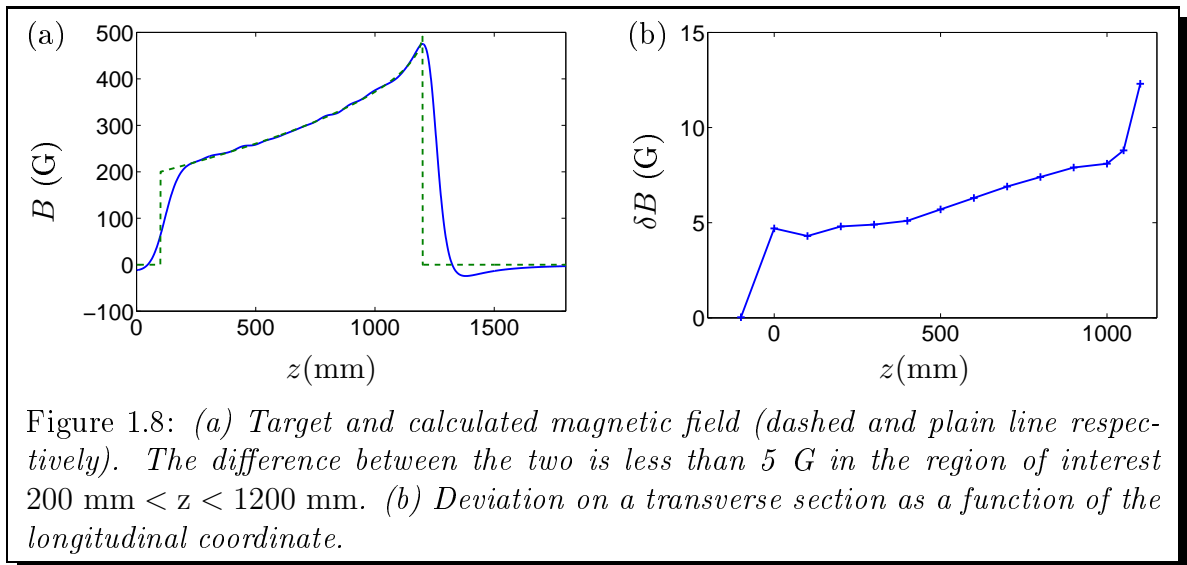 (a)
500
400
300
200
100
0
−100
0 500 1000 1500
B (G)
z(mm)
(b)
15
10
5
0
0 500 1000
δB (G)
z(mm)
Figure 1.8: (a) Target and calculated magnetic field (dashed and plain line respec-
tively). The difference between the two is less than 5 G in the region of interest
200 mm < z < 1200 mm. (b) Deviation on a transverse section as a function of the
longitudinal coordinate.